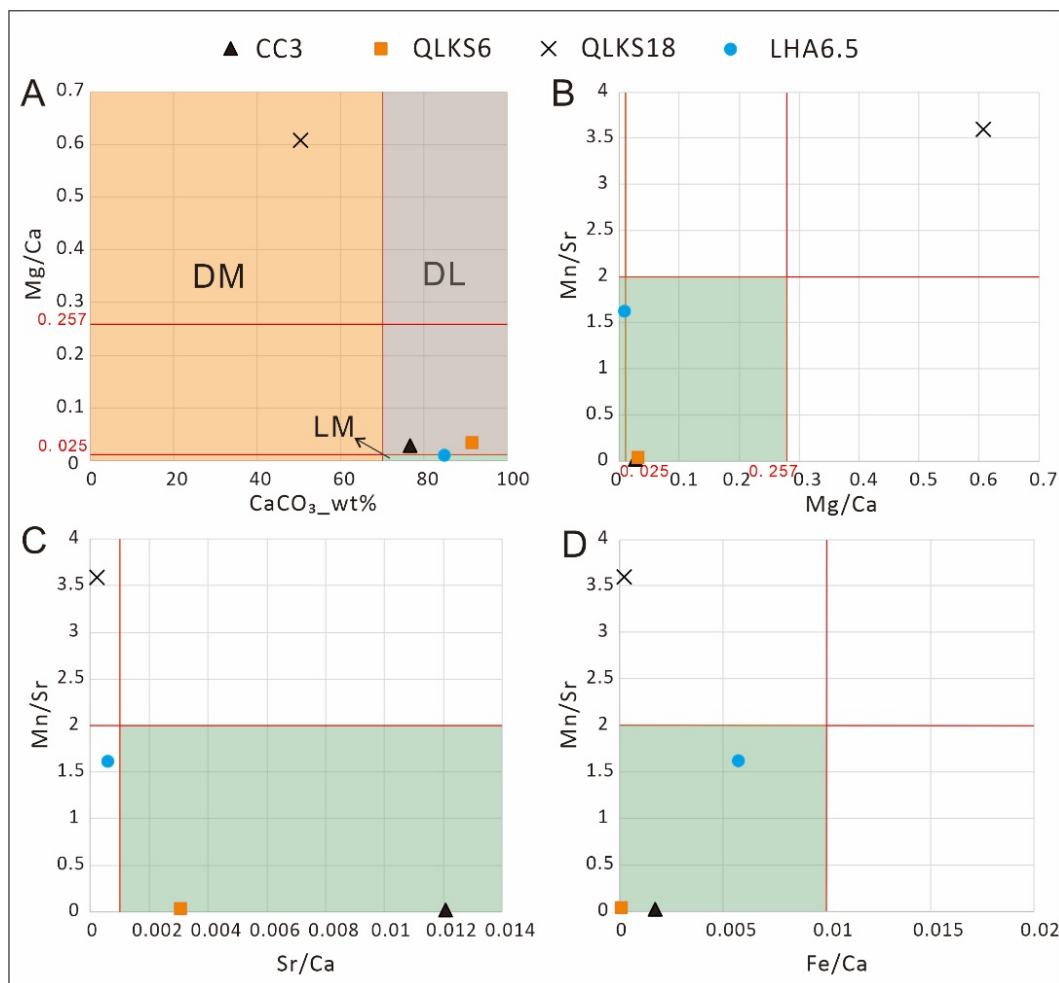 CC3 QLKS6 QLKS18 LHA6.5
A
0.7
0.6
0.5
0.4
0.3
0.257
0.2
0.1
0.025
0
Mg/Ca
DM
DL
LM
0 20 40 60 80 100
CaCO₃_wt%
B
4
3.5
3
2.5
2
1.5
1
0.5
0
Mn/Sr
0.025 0.257
0 0.1 0.2 0.3 0.4 0.5 0.6 0.7
Mg/Ca
C
4
3.5
3
2.5
2
1.5
1
0.5
0
Mn/Sr
0 0.002 0.004 0.006 0.008 0.01 0.012 0.014
Sr/Ca
D
4
3.5
3
2.5
2
1.5
1
0.5
0
Mn/Sr
0 0.005 0.01 0.015 0.02
Fe/Ca